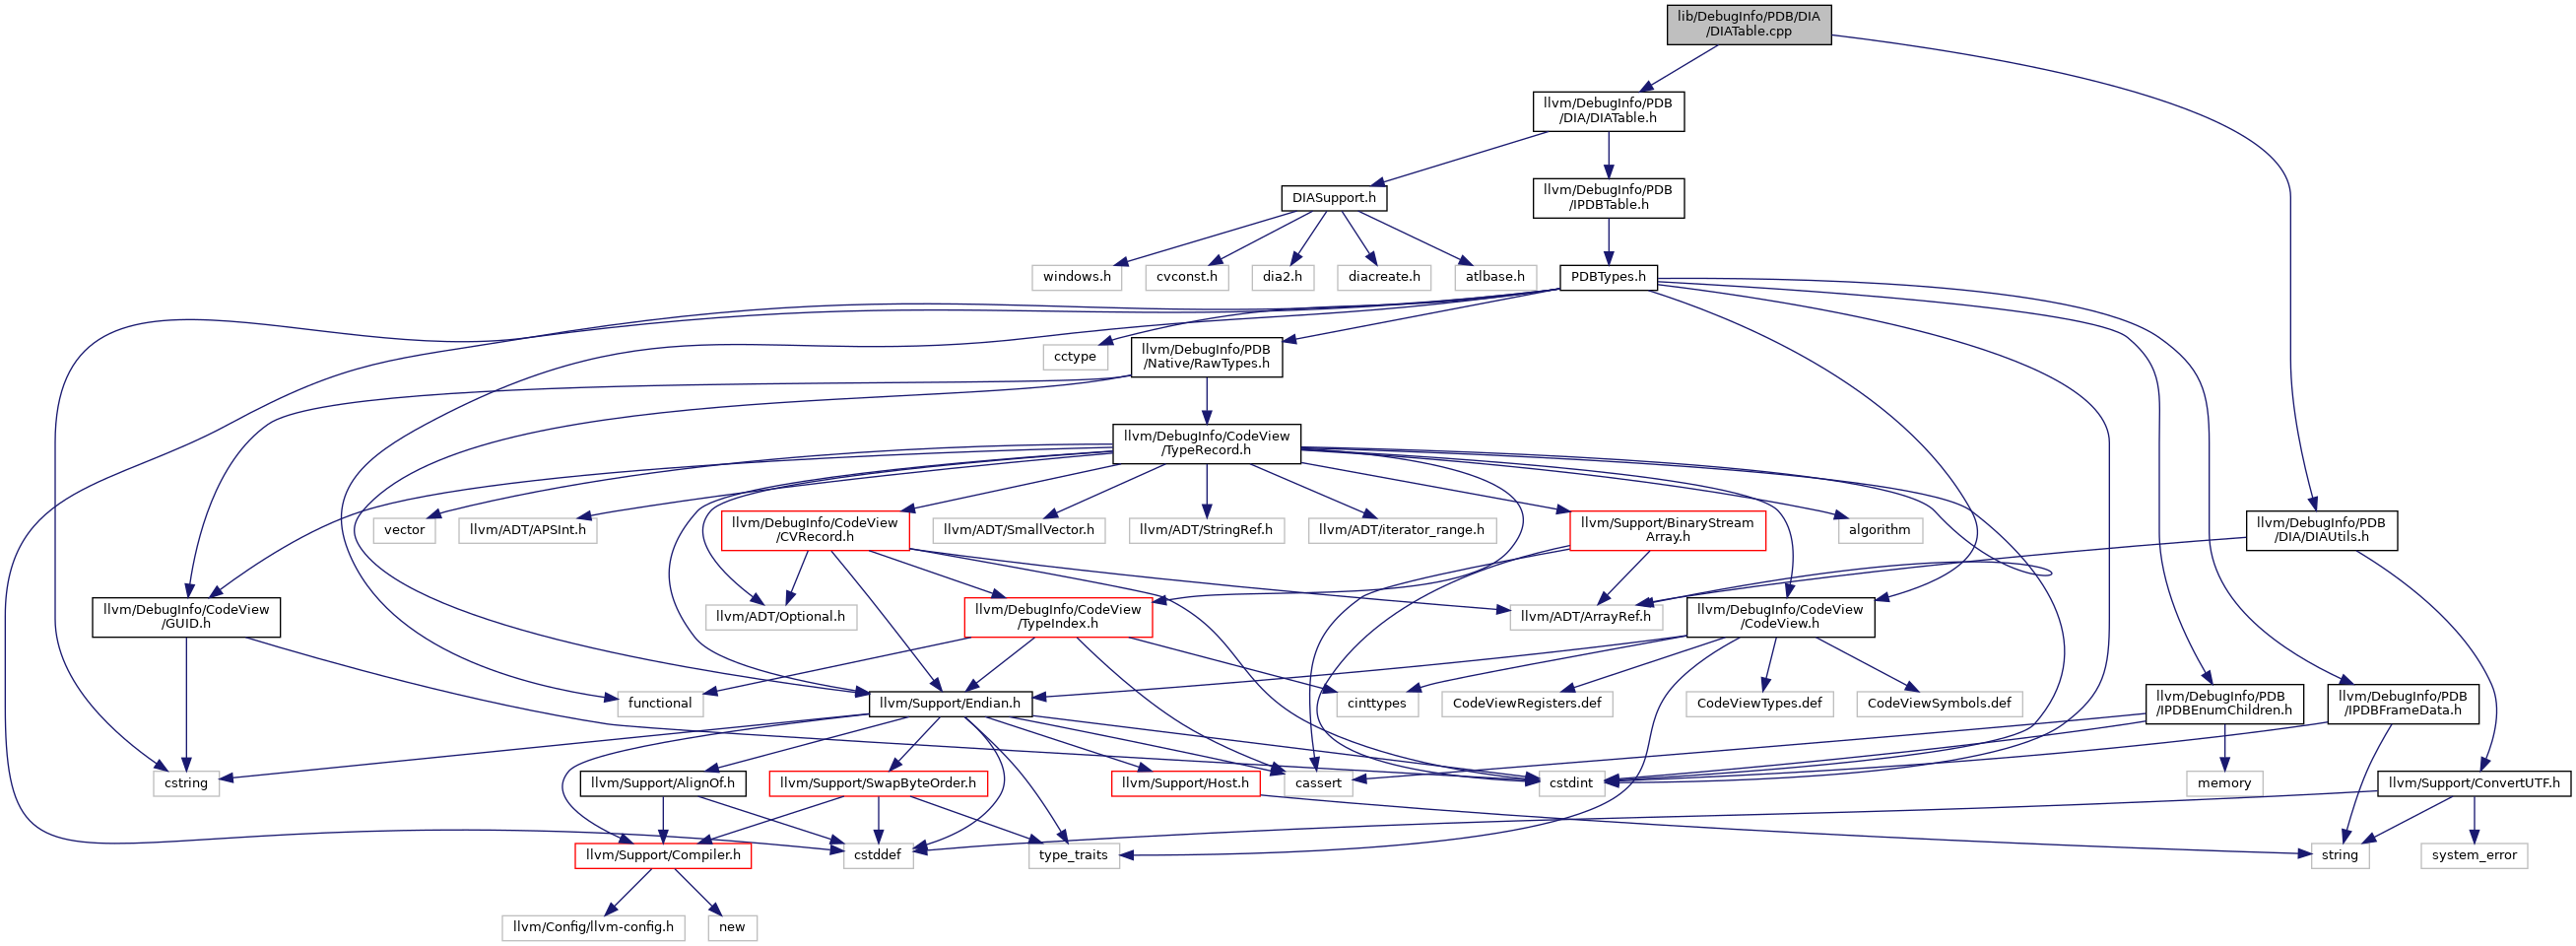 lib/DebugInfo/PDB/DIA
/DIATable.cpp
llvm/DebugInfo/PDB
/DIA/DIATable.h
DIASupport.h
llvm/DebugInfo/PDB
/IPDBTable.h
windows.h
cvconst.h
dia2.h
diacreate.h
atlbase.h
PDBTypes.h
cctype
llvm/DebugInfo/PDB
/Native/RawTypes.h
llvm/DebugInfo/CodeView
/TypeRecord.h
vector
llvm/ADT/APSInt.h
llvm/DebugInfo/CodeView
/CVRecord.h
llvm/ADT/SmallVector.h
llvm/ADT/StringRef.h
llvm/ADT/iterator_range.h
llvm/Support/BinaryStream
Array.h
algorithm
llvm/DebugInfo/PDB
/DIA/DIAUtils.h
llvm/DebugInfo/CodeView
/GUID.h
llvm/ADT/Optional.h
llvm/DebugInfo/CodeView
/TypeIndex.h
llvm/ADT/ArrayRef.h
llvm/DebugInfo/CodeView
/CodeView.h
functional
llvm/Support/Endian.h
cinttypes
CodeViewRegisters.def
CodeViewTypes.def
CodeViewSymbols.def
llvm/DebugInfo/PDB
/IPDBEnumChildren.h
llvm/DebugInfo/PDB
/IPDBFrameData.h
cstring
llvm/Support/AlignOf.h
llvm/Support/SwapByteOrder.h
llvm/Support/Host.h
cassert
cstdint
memory
llvm/Support/ConvertUTF.h
llvm/Support/Compiler.h
cstddef
type_traits
string
system_error
llvm/Config/llvm-config.h
new